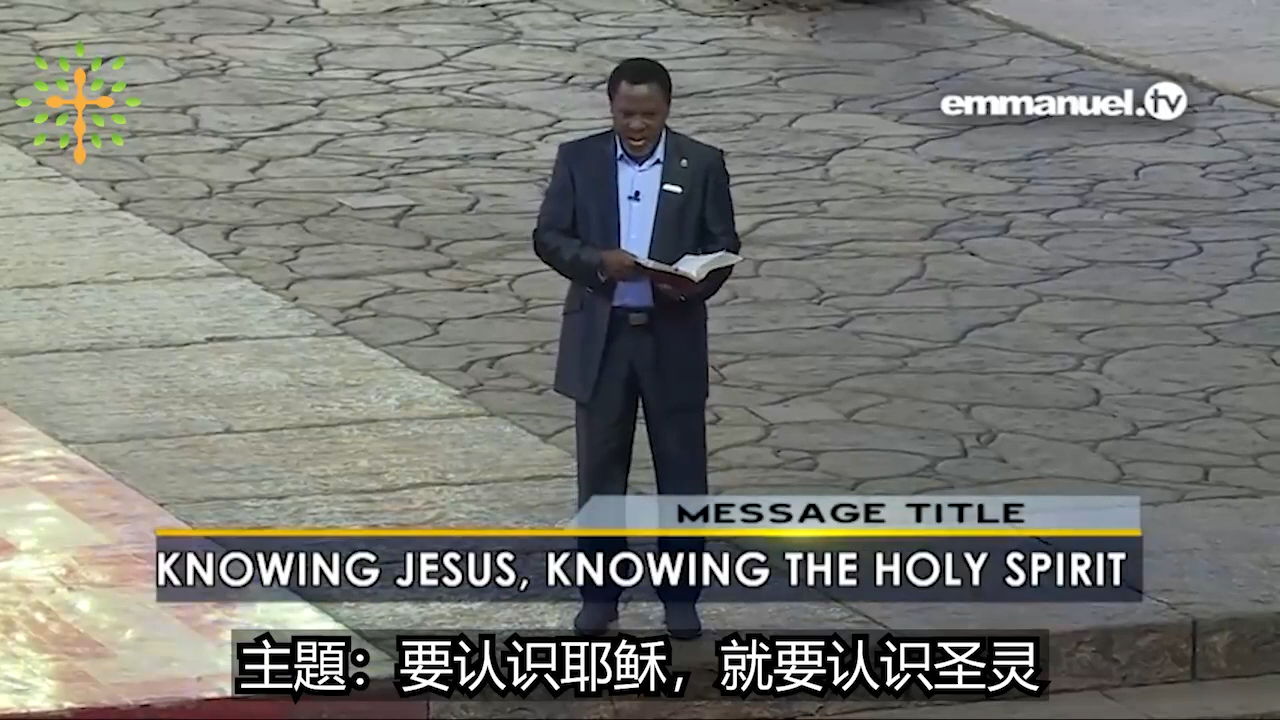 emmanuel.tv
MESSAGE TITLE
KNOWING JESUS, KNOWING THE HOLY SPIRIT
主題：要认识耶稣，就要认识圣灵